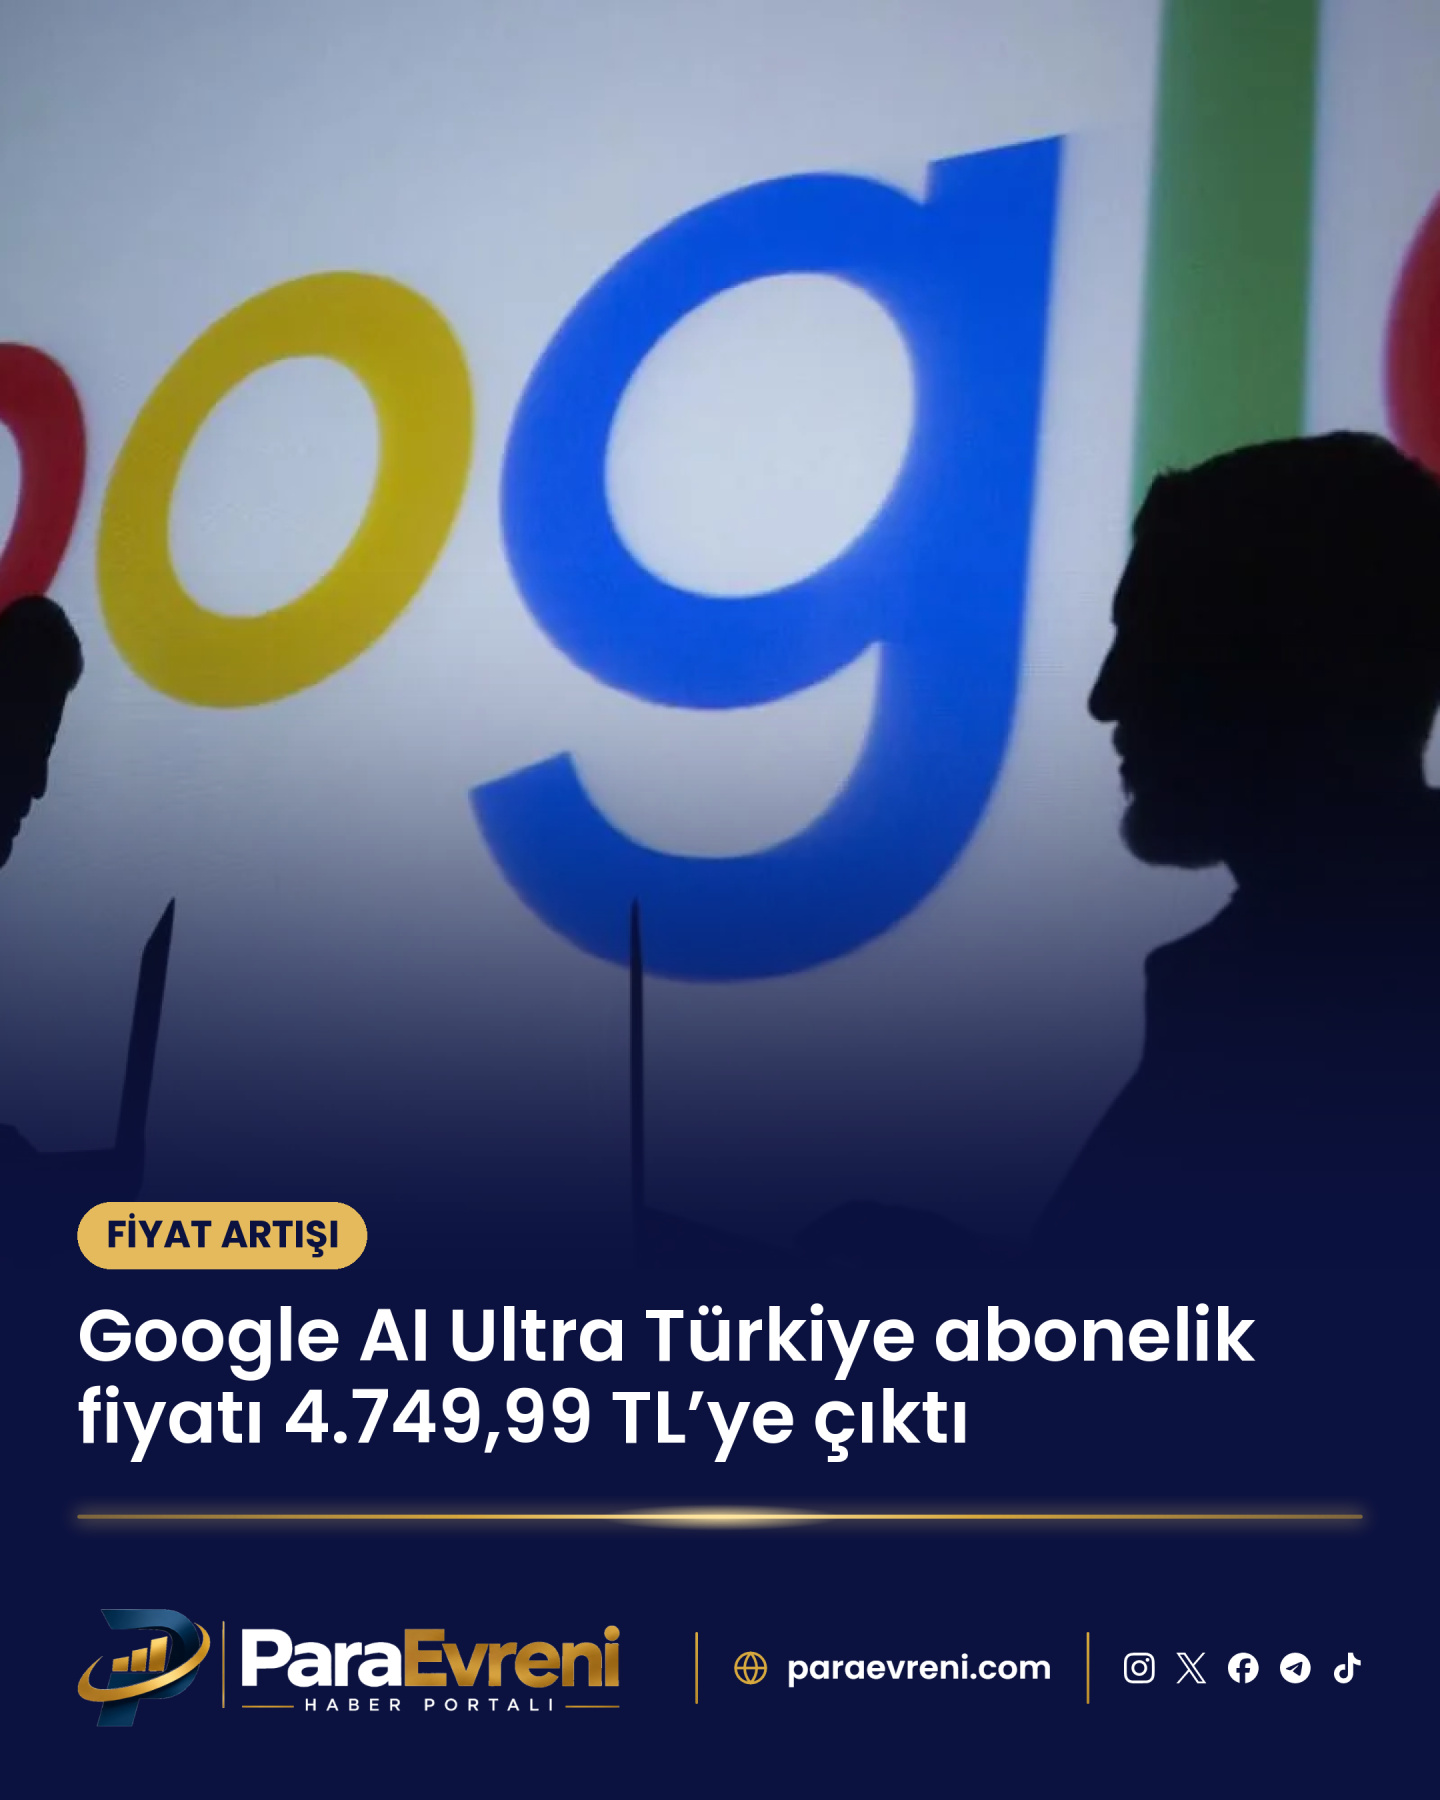 oogle
FİYAT ARTIŞI
Google AI Ultra Türkiye abonelik
fiyatı 4.749,99 TL’ye çıktı
ParaEvreni
HABER PORTALI
paraevreni.com